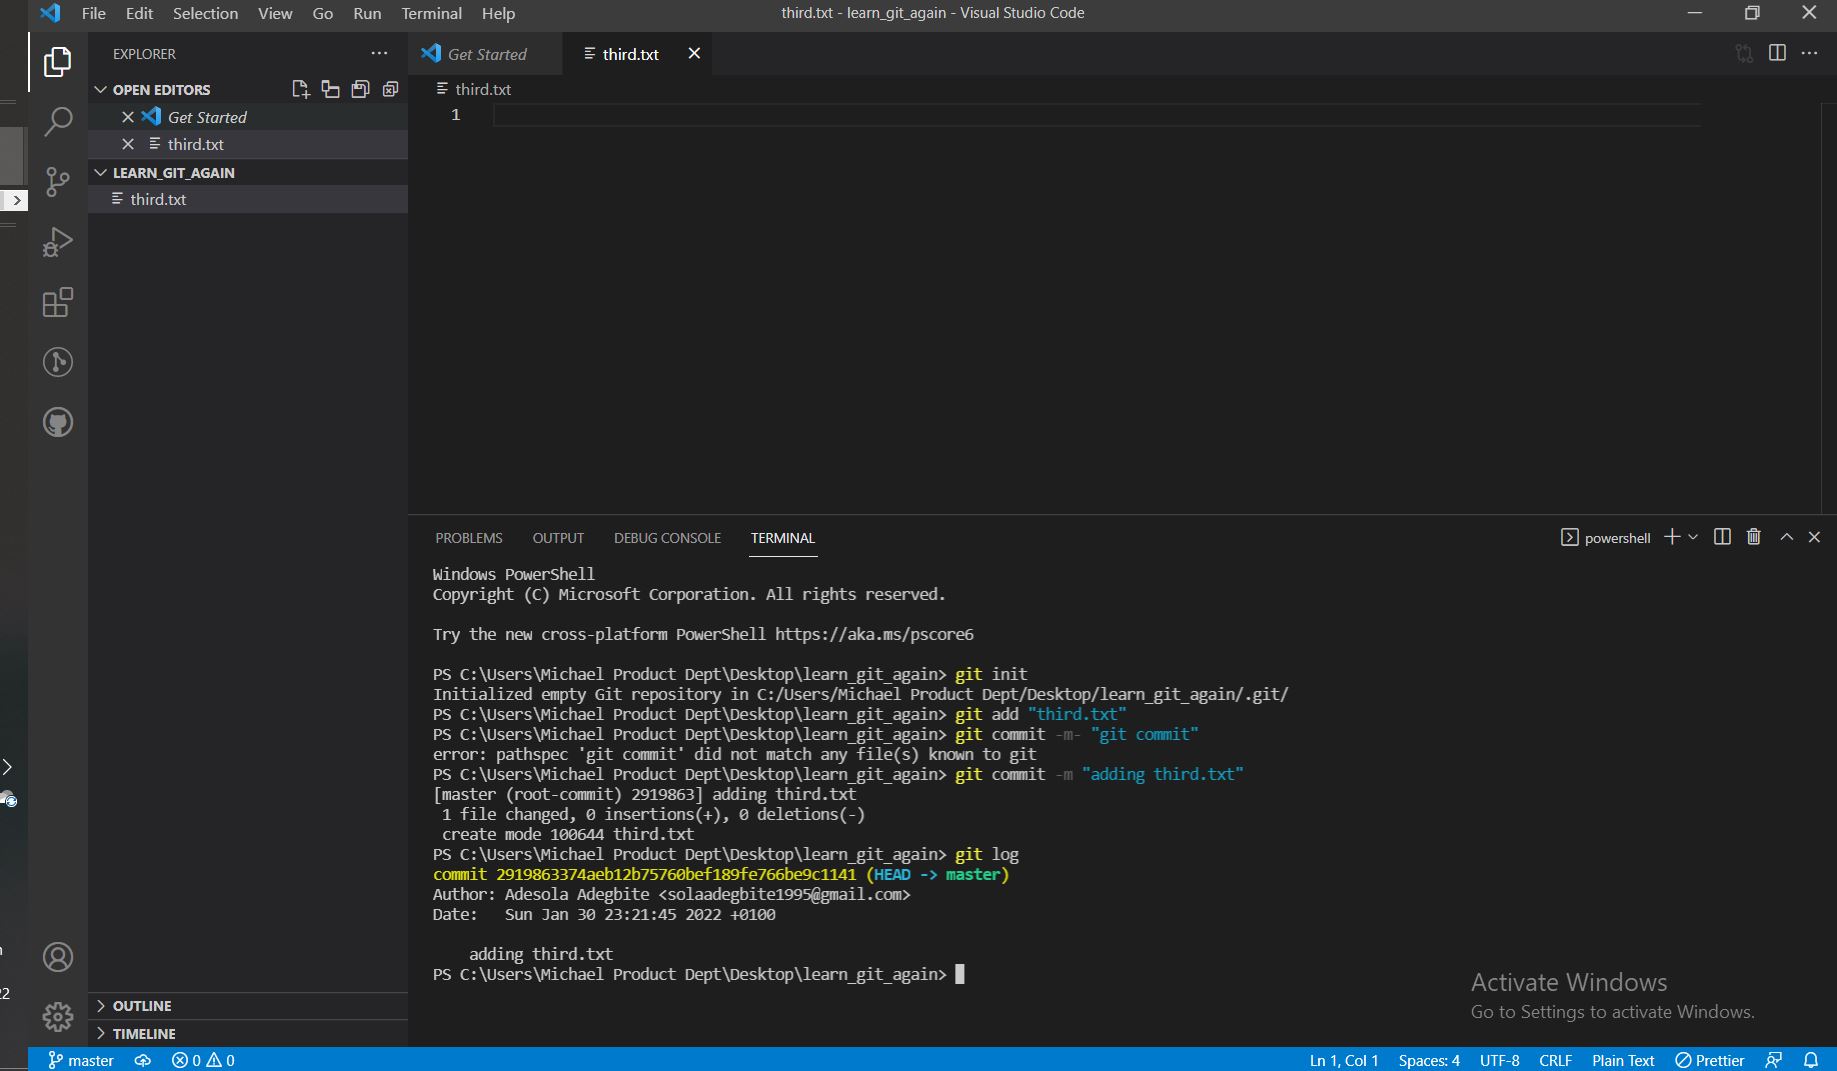 File Edit Selection View Go Run Terminal Help
third.txt - learn_git_again - Visual Studio Code
EXPLORER
OPEN EDITORS
Get Started
third.txt
LEARN_GIT_AGAIN
third.txt
Get Started
third.txt
third.txt
1
PROBLEMS OUTPUT DEBUG CONSOLE TERMINAL
powershell
Windows PowerShell
Copyright (C) Microsoft Corporation. All rights reserved.
Try the new cross-platform PowerShell https://aka.ms/pscore6
PS C:\Users\Michael Product Dept\Desktop\learn_git_again> git init
Initialized empty Git repository in C:/Users/Michael Product Dept/Desktop/learn_git_again/.git/
PS C:\Users\Michael Product Dept\Desktop\learn_git_again> git add "third.txt"
PS C:\Users\Michael Product Dept\Desktop\learn_git_again> git commit -m- "git commit"
error: pathspec 'git commit' did not match any file(s) known to git
PS C:\Users\Michael Product Dept\Desktop\learn_git_again> git commit -m "adding third.txt"
[master (root-commit) 2919863] adding third.txt
1 file changed, 0 insertions(+), 0 deletions(-)
create mode 100644 third.txt
PS C:\Users\Michael Product Dept\Desktop\learn_git_again> git log
commit 2919863374aeb12b75760bef189fe766be9c1141 (HEAD -> master)
Author: Adesola Adegbite <solaadegbite1995@gmail.com>
Date: Sun Jan 30 23:21:45 2022 +0100
adding third.txt
PS C:\Users\Michael Product Dept\Desktop\learn_git_again>
OUTLINE
TIMELINE
Activate Windows
Go to Settings to activate Windows.
master 0 0
Ln 1, Col 1 Spaces: 4 UTF-8 CRLF Plain Text Prettier